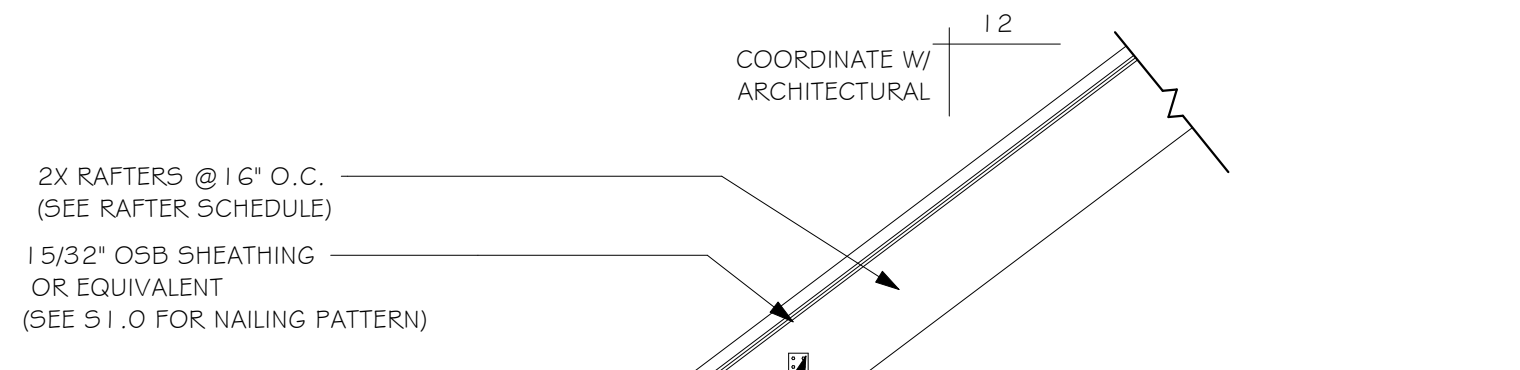 12
COORDINATE W/
ARCHITECTURAL
2X RAFTERS @16" O.C.
(SEE RAFTER SCHEDULE)
15/32" OSB SHEATHING
OR EQUIVALENT
(SEE S1.0 FOR NAILING PATTERN)